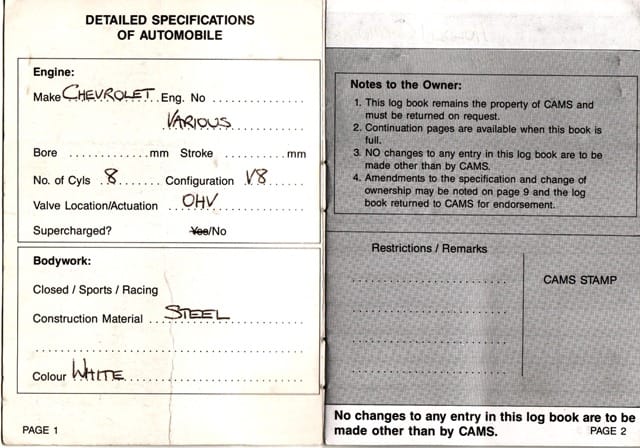 DETAILED SPECIFICATIONS
OF AUTOMOBILE
Engine:
Make CHEVROLET Eng. No ................
VARIOUS
Bore ................ mm Stroke ................ mm
No. of Cyls 8 Configuration V8
Valve Location/Actuation OHV
Supercharged? Yes/No
Bodywork:
Closed / Sports / Racing
Construction Material STEEL
Colour WHITE
PAGE 1
Notes to the Owner:
1. This log book remains the property of CAMS and
must be returned on request.
2. Continuation pages are available when this book is
full.
3. NO changes to any entry in this log book are to be
made other than by CAMS.
4. Amendments to the specification and change of
ownership may be noted on page 9 and the log
book returned to CAMS for endorsement.
Restrictions / Remarks
CAMS STAMP
No changes to any entry in this log book are to be
made other than by CAMS. PAGE 2